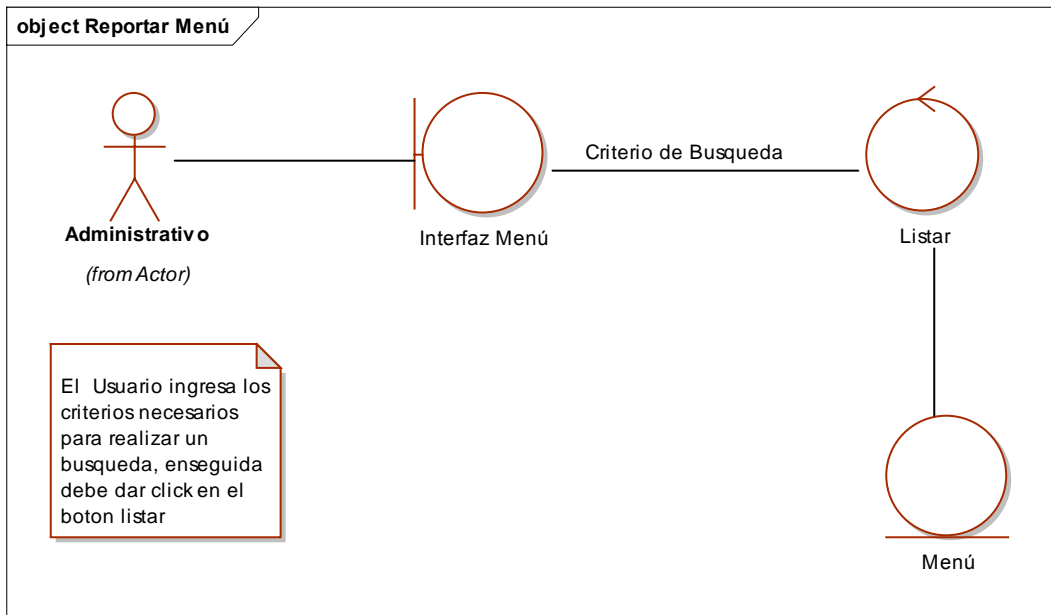 object Reportar Menú
Criterio de Busqueda
Administrativo
Interfaz Menú
Listar
(from Actor)
El Usuario ingresa los
criterios necesarios
para realizar un
busqueda, enseguida
debe dar click en el
boton listar
Menú